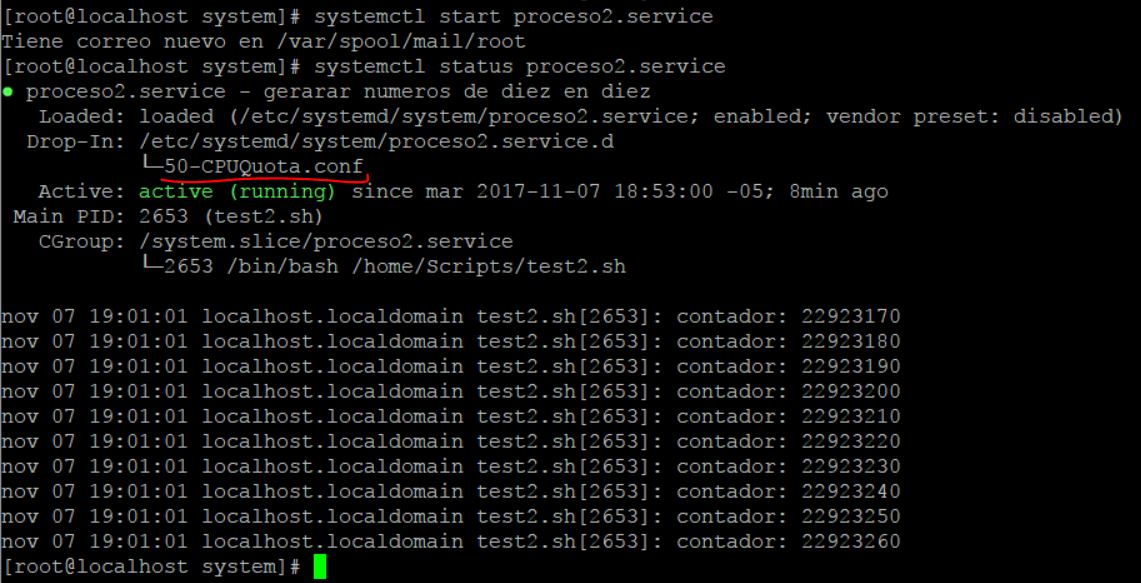 [root@localhost system]# systemctl start proceso2.service
Tiene correo nuevo en /var/spool/mail/root
[root@localhost system]# systemctl status proceso2.service
● proceso2.service - gerarar numeros de diez en diez
   Loaded: loaded (/etc/systemd/system/proceso2.service; enabled; vendor preset: disabled)
  Drop-In: /etc/systemd/system/proceso2.service.d
           └─50-CPUQuota.conf
   Active: active (running) since mar 2017-11-07 18:53:00 -05; 8min ago
 Main PID: 2653 (test2.sh)
   CGroup: /system.slice/proceso2.service
           └─2653 /bin/bash /home/Scripts/test2.sh

nov 07 19:01:01 localhost.localdomain test2.sh[2653]: contador: 22923170
nov 07 19:01:01 localhost.localdomain test2.sh[2653]: contador: 22923180
nov 07 19:01:01 localhost.localdomain test2.sh[2653]: contador: 22923190
nov 07 19:01:01 localhost.localdomain test2.sh[2653]: contador: 22923200
nov 07 19:01:01 localhost.localdomain test2.sh[2653]: contador: 22923210
nov 07 19:01:01 localhost.localdomain test2.sh[2653]: contador: 22923220
nov 07 19:01:01 localhost.localdomain test2.sh[2653]: contador: 22923230
nov 07 19:01:01 localhost.localdomain test2.sh[2653]: contador: 22923240
nov 07 19:01:01 localhost.localdomain test2.sh[2653]: contador: 22923250
nov 07 19:01:01 localhost.localdomain test2.sh[2653]: contador: 22923260
[root@localhost system]#